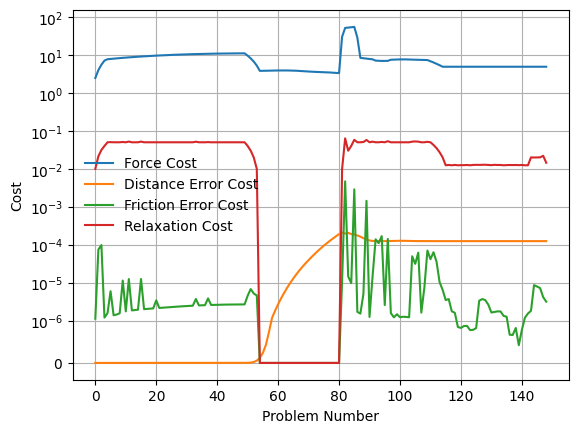 10²
10¹
10⁰
10⁻¹
10⁻²
10⁻³
10⁻⁴
10⁻⁵
10⁻⁶
0
Cost
Force Cost
Distance Error Cost
Friction Error Cost
Relaxation Cost
0 20 40 60 80 100 120 140
Problem Number